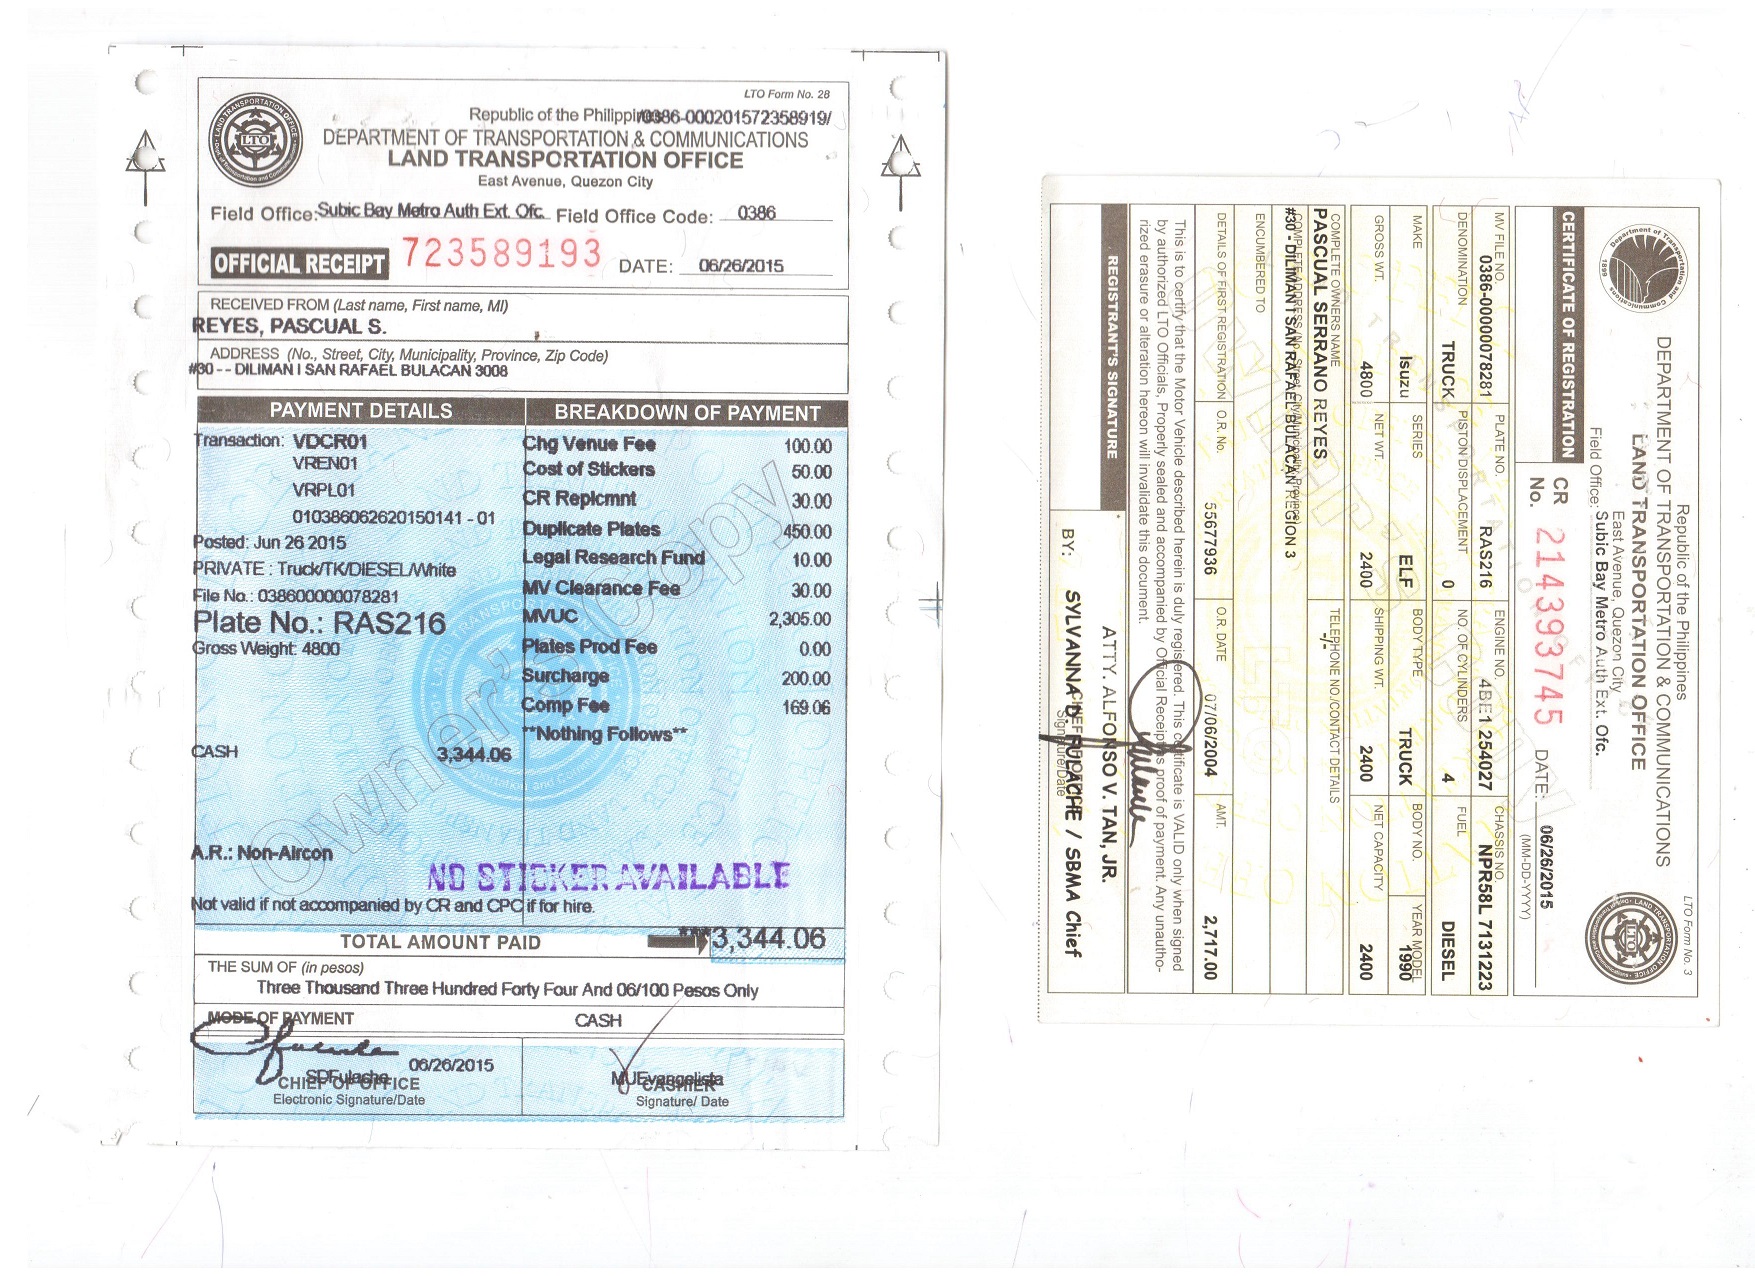 LTO Form No. 28
Republic of the Philippines
/0386-000201572358919/
DEPARTMENT OF TRANSPORTATION & COMMUNICATIONS
LAND TRANSPORTATION OFFICE
East Avenue, Quezon City
Field Office: Subic Bay Metro Auth Ext. Ofc. Field Office Code: 0386
OFFICIAL RECEIPT 723589193 DATE: 06/26/2015
RECEIVED FROM (Last name, First name, MI)
REYES, PASCUAL S.
ADDRESS (No., Street, City, Municipality, Province, Zip Code)
#30 - - DILIMAN I SAN RAFAEL BULACAN 3008
PAYMENT DETAILS BREAKDOWN OF PAYMENT
Transaction: VDCR01 Chg Venue Fee 100.00
VREN01 Cost of Stickers 50.00
VRPL01 CR Replcmnt 30.00
010386062620150141 - 01 Duplicate Plates 450.00
Posted: Jun 26 2015 Legal Research Fund 10.00
PRIVATE : Truck/TK/DIESEL/White MV Clearance Fee 30.00
File No.: 038600000078281
Plate No.: RAS216 MVUC 2,305.00
Gross Weight: 4800 Plates Prod Fee 0.00
Surcharge 200.00
Comp Fee 169.06
**Nothing Follows**
CASH 3,344.06
Owner's Copy
A.R.: Non-Aircon
NO STICKER AVAILABLE
Not valid if not accompanied by CR and CPC if for hire.
TOTAL AMOUNT PAID ***3,344.06
THE SUM OF (in pesos)
Three Thousand Three Hundred Forty Four And 06/100 Pesos Only
MODE OF PAYMENT CASH
SDFulache 06/26/2015 MUEvangelista
CHIEF OF OFFICE CASHIER
Electronic Signature/Date Signature/ Date
LTO Form No. 3
Republic of the Philippines
DEPARTMENT OF TRANSPORTATION & COMMUNICATIONS
LAND TRANSPORTATION OFFICE
East Avenue, Quezon City
Field Office: Subic Bay Metro Auth Ext. Ofc.
CERTIFICATE OF REGISTRATION CR No. 214393745 DATE: 06/26/2015
(MM-DD-YYYY)
MV FILE NO. PLATE NO. ENGINE NO. CHASSIS NO.
0386-00000078281 RAS216 4BE1 254027 NPR58L 7131223
DENOMINATION PISTON DISPLACEMENT NO. OF CYLINDERS FUEL
TRUCK 0 4 DIESEL
MAKE SERIES BODY TYPE BODY NO. YEAR MODEL
Isuzu ELF TRUCK 1990
GROSS WT. NET WT. SHIPPING WT. NET CAPACITY
4800 2400 2400 2400
COMPLETE OWNERS NAME TELEPHONE NO./CONTACT DETAILS
PASCUAL SERRANO REYES -/-
COMPLETE ADDRESS (No., Street, City/Municipality, Province)
#30 - DILIMAN I SAN RAFAEL BULACAN REGION 3
ENCUMBERED TO
DETAILS OF FIRST REGISTRATION O.R. No. O.R. DATE AMT.
55677936 07/06/2004 2,717.00
This is to certify that the Motor Vehicle described herein is duly registered. This certificate is VALID only when signed
by authorized LTO Officials, Properly sealed and accompanied by Official Receipt as proof of payment. Any unautho-
rized erasure or alteration hereon will invalidate this document.
REGISTRANT'S SIGNATURE ATTY. ALFONSO V. TAN, JR.
BY: SYLVANNA D. FULACHE / SBMA Chief
Signature/Date